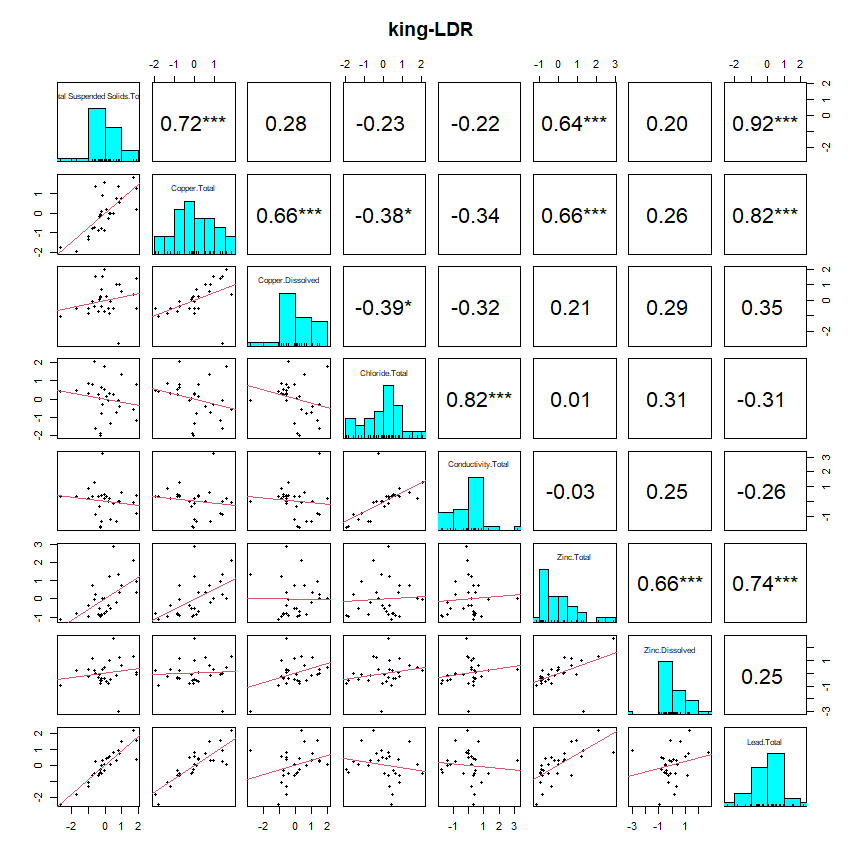 king-LDR
-2 -1 0 1
-2 -1 0 1 2
-1 0 1 2 3
-2 -1 0 1 2
tal Suspended Solids.To
0.72***
0.28
-0.23
-0.22
0.64***
0.20
0.92***
-2 0 1 2
-2 -1 0 1
Copper.Total
0.66***
-0.38*
-0.34
0.66***
0.26
0.82***
Copper.Dissolved
-0.39*
-0.32
0.21
0.29
0.35
-2 0 1 2
-2 -1 0 1 2
Chloride.Total
0.82***
0.01
0.31
-0.31
Conductivity.Total
-0.03
0.25
-0.26
-1 1 2 3
-1 0 1 2 3
Zinc.Total
0.66***
0.74***
Zinc.Dissolved
0.25
-3 -1 1
-2 0 1 2
Lead.Total
-2 0 1 2
-2 0 1 2
-1 0 1 2 3
-3 -1 1